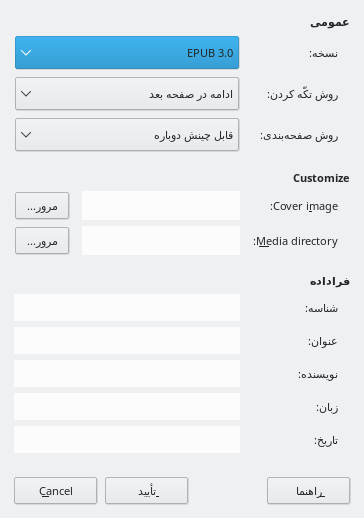 عمومی
نسخه:
EPUB 3.0
روش تکّه کردن:
ادامه در صفحه بعد
روش صفحه‌بندی:
قابل چینش دوباره
Customize
Cover image:
مرور...
Media directory:
مرور...
فراداده
شناسه:
عنوان:
نویسنده:
زبان:
تاریخ:
راهنما
تأیید
Cancel